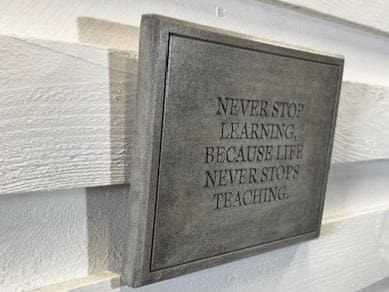 NEVER STOP
LEARNING,
BECAUSE LIFE
NEVER STOPS
TEACHING.